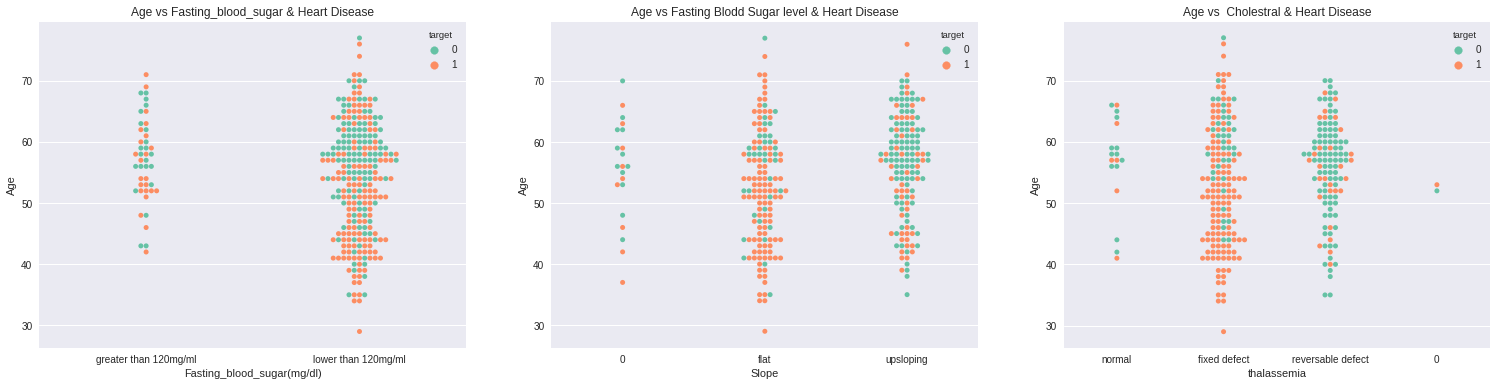 Age vs Fasting_blood_sugar & Heart Disease
target
0
1
Age
70
60
50
40
30
greater than 120mg/ml
lower than 120mg/ml
Fasting_blood_sugar(mg/dl)
Age vs Fasting Blodd Sugar level & Heart Disease
target
0
1
Age
70
60
50
40
30
0
flat
upsloping
Slope
Age vs  Cholestral & Heart Disease
target
0
1
Age
70
60
50
40
30
normal
fixed defect
reversable defect
0
thalassemia